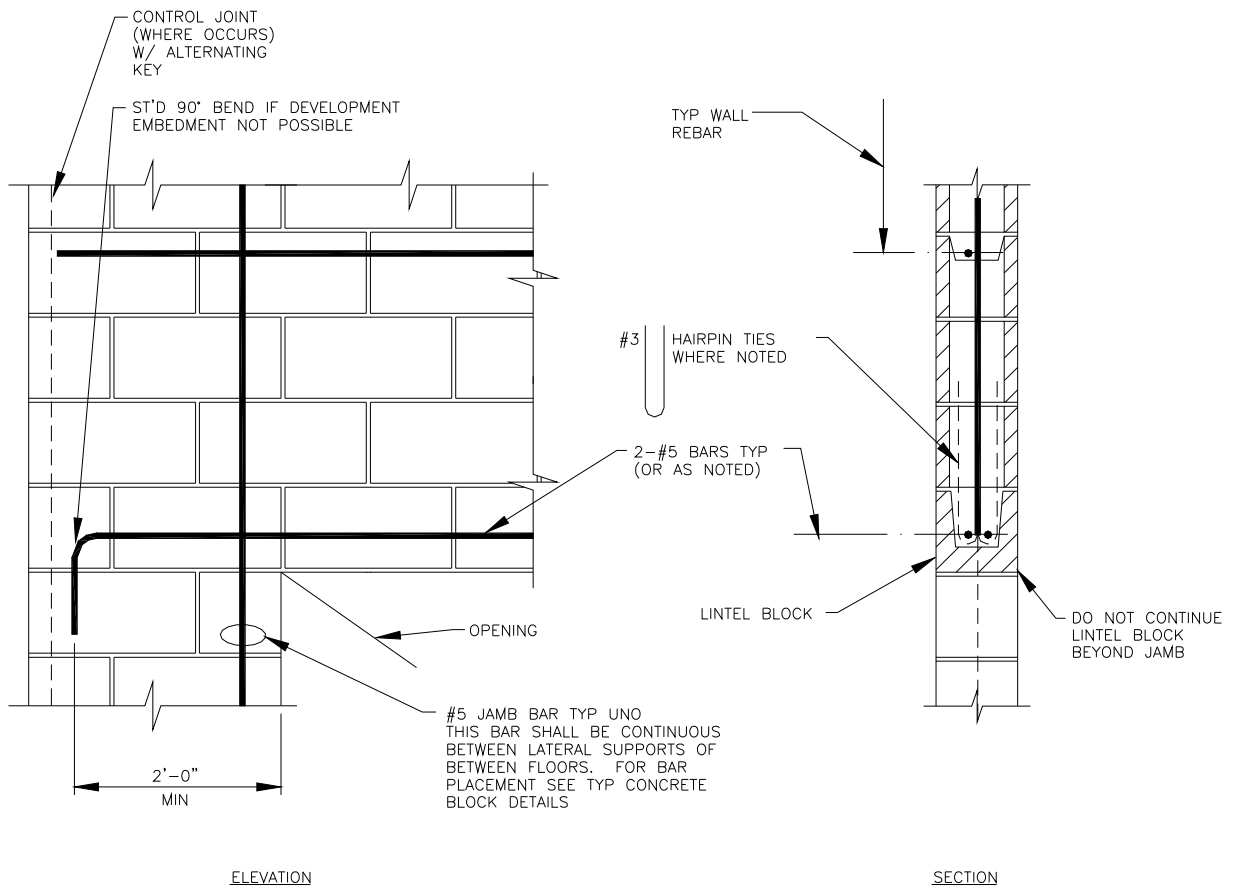 CONTROL JOINT
(WHERE OCCURS)
W/ ALTERNATING
KEY
ST'D 90° BEND IF DEVELOPMENT
EMBEDMENT NOT POSSIBLE
TYP WALL
REBAR
#3
HAIRPIN TIES
WHERE NOTED
2-#5 BARS TYP
(OR AS NOTED)
OPENING
LINTEL BLOCK
DO NOT CONTINUE
LINTEL BLOCK
BEYOND JAMB
#5 JAMB BAR TYP UNO
THIS BAR SHALL BE CONTINUOUS
BETWEEN LATERAL SUPPORTS OF
BETWEEN FLOORS. FOR BAR
PLACEMENT SEE TYP CONCRETE
BLOCK DETAILS
2'-0"
MIN
ELEVATION
SECTION